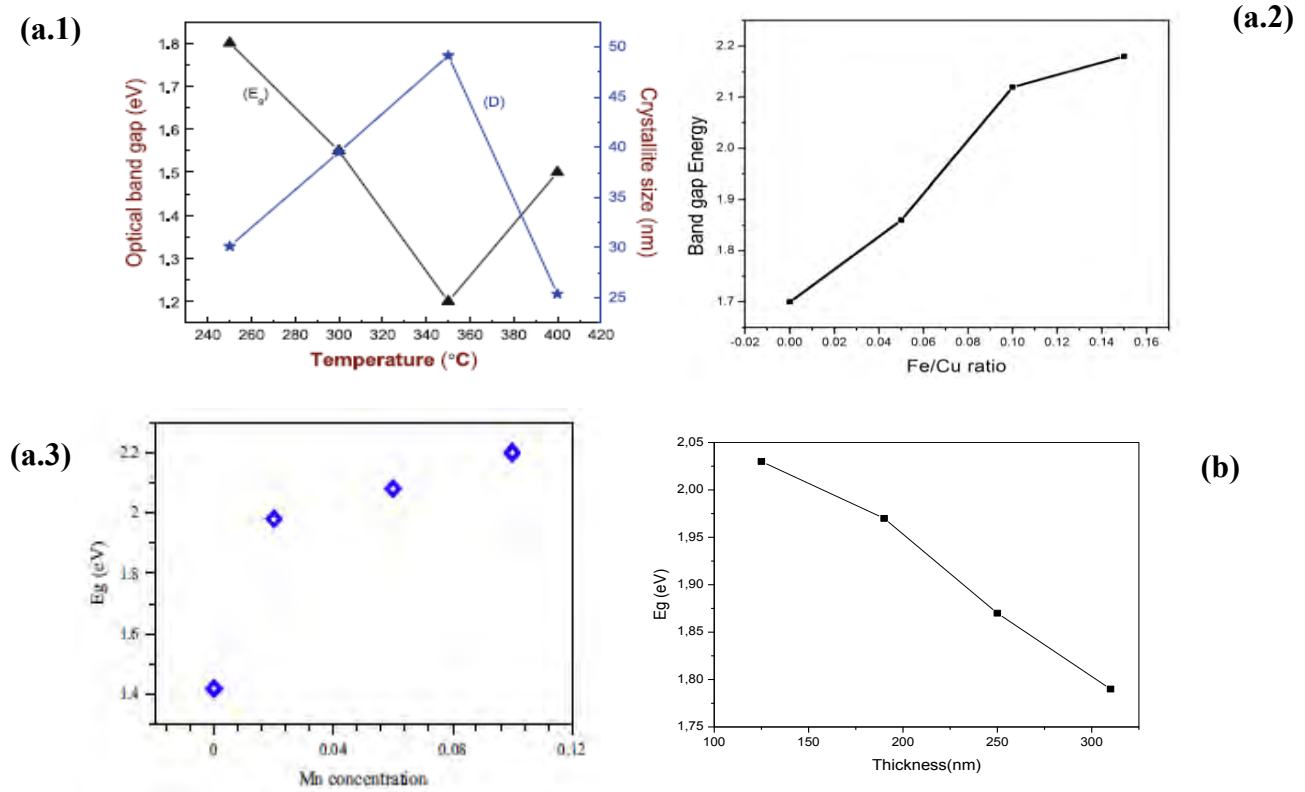 (a.1)
Optical band gap (eV)
1.8
1.7
1.6
1.5
1.4
1.3
1.2
(E_g)
(D)
50
45
40
35
30
25
Crystallite size (nm)
240 260 280 300 320 340 360 380 400 420
Temperature (°C)
(a.2)
Band gap Energy
2.2
2.1
2.0
1.9
1.8
1.7
-0.02 0.00 0.02 0.04 0.06 0.08 0.10 0.12 0.14 0.16
Fe/Cu ratio
(a.3)
Eg (eV)
2.2
2
1.8
1.6
1.4
0 0.04 0.08 0.12
Mn concentration
(b)
Eg (eV)
2,05
2,00
1,95
1,90
1,85
1,80
1,75
100 150 200 250 300
Thickness(nm)